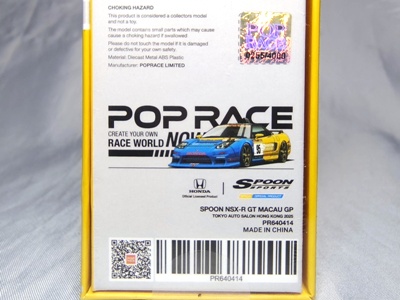 CHOKING HAZARD
This product is considered a collectors model
and not a toy.
The model contains small parts which may cause
cause a choking hazard if swallowed
Please do not touch the model if it is damaged
or defective for your own safety.
Material: Diecast Metal ABS Plastic
Manufacturer: POPRACE LIMITED
POP RACE
CREATE YOUR OWN
RACE WORLD NOW
HONDA
Official Licensed Product
SPOON
SPORTS
SPOON NSX-R GT MACAU GP
TOKYO AUTO SALON HONG KONG 2025
PR640414
MADE IN CHINA
PR640414